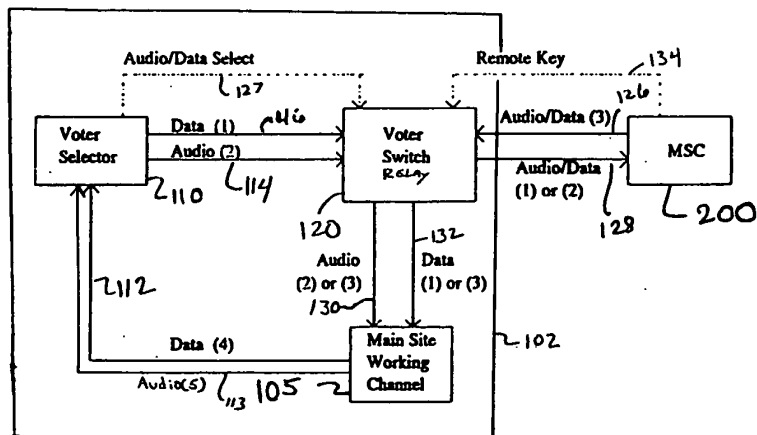 Audio/Data Select
Remote Key
134
127
126
Audio/Data (3)
Voter
Selector
Data (1)
Audio (2)
114
110
Voter
Switch
RELAY
120
MSC
200
Audio/Data
(1) or (2)
128
132
Audio
(2) or (3)
130
Data
(1) or (3)
112
102
Main Site
Working
Channel
Data (4)
Audio(5)
113
105